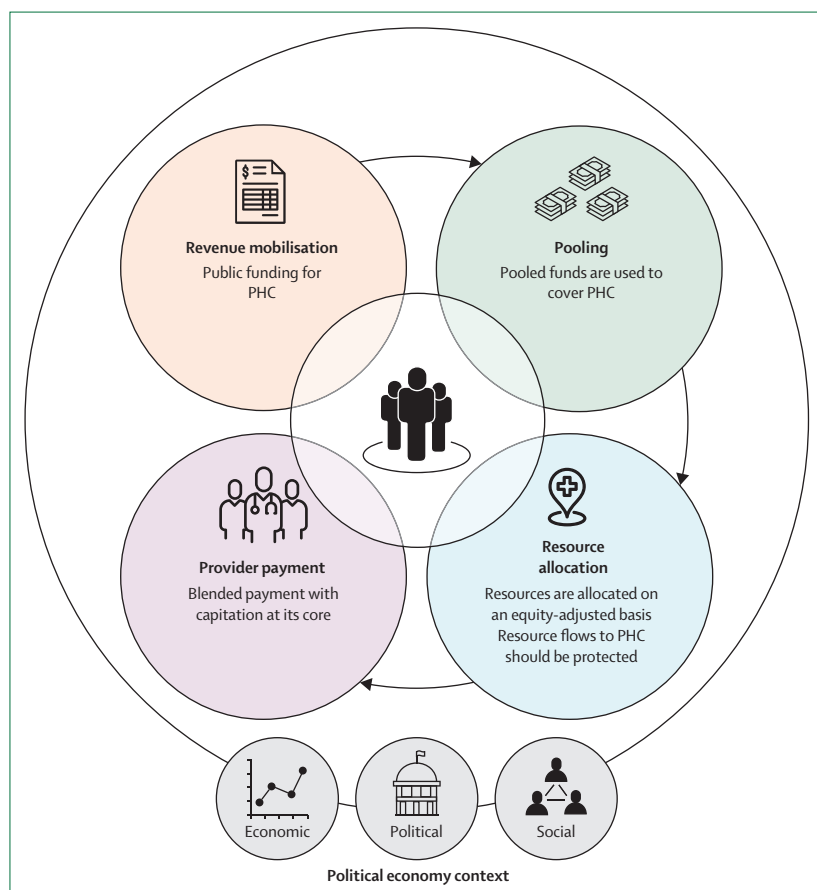 $
Revenue mobilisation
Public funding for
PHC
Pooling
Pooled funds are used to
cover PHC
Provider payment
Blended payment with
capitation at its core
Resource
allocation
Resources are allocated on
an equity-adjusted basis
Resource flows to PHC
should be protected
Economic
Political
Social
Political economy context